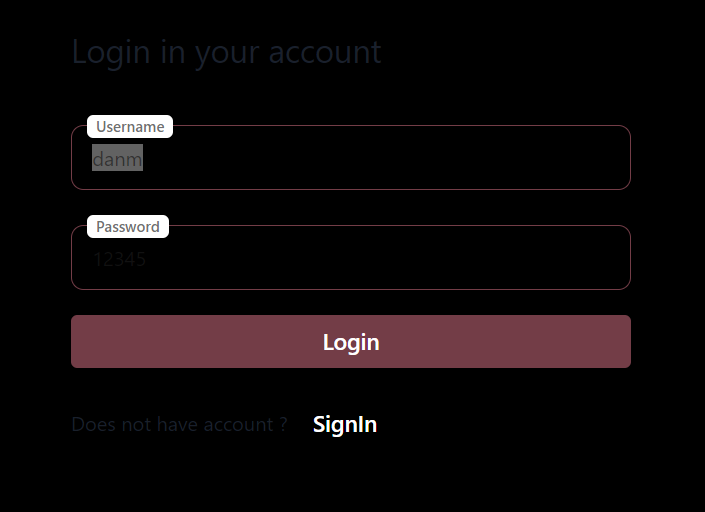 Login in your account
Username
danm
Password
12345
Login
Does not have account ? SignIn